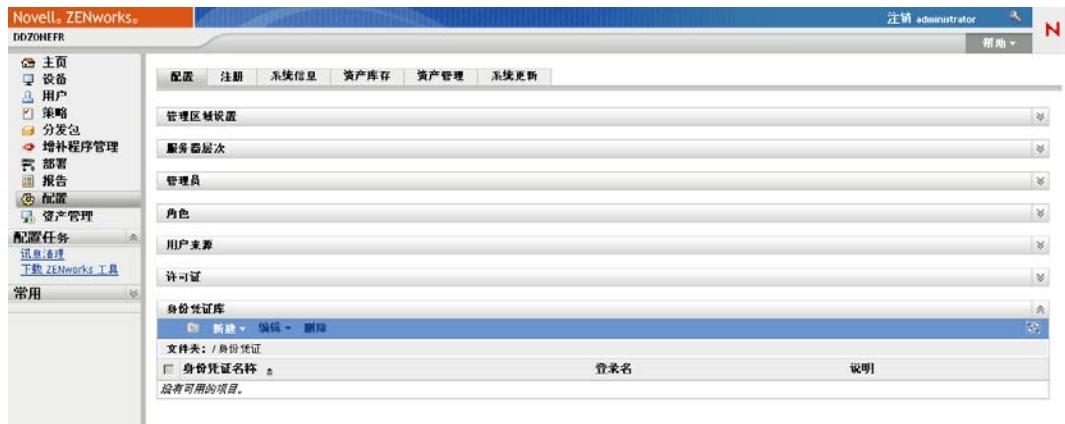 Novell® ZENworks®
注销 administrator
DDZONEFR
帮助
N
主页
设备
用户
策略
分发包
增补程序管理
部署
报告
配置
资产管理
配置任务
讯息清理
下载 ZENworks 工具
常用
配置 注册 系统信息 资产库存 资产管理 系统更新
管理区域设置
服务器层次
管理员
角色
用户来源
许可证
身份凭证库
新建 编辑 删除
文件夹： / 身份凭证
身份凭证名称 登录名 说明
没有可用的项目。